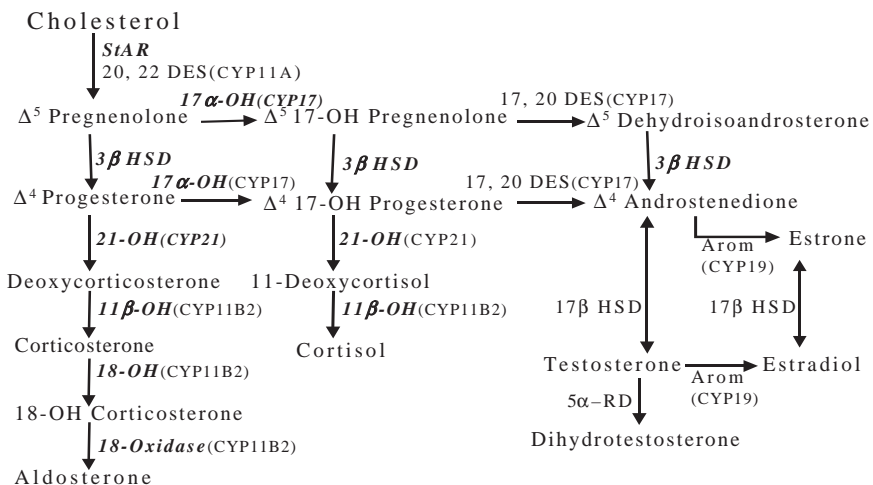 Cholesterol
StAR
20, 22 DES(CYP11A)
17α-OH(CYP17)
17, 20 DES(CYP17)
Δ⁵ Pregnenolone
Δ⁵ 17-OH Pregnenolone
Δ⁵ Dehydroisoandrosterone
3β HSD
3β HSD
3β HSD
17α-OH(CYP17)
17, 20 DES(CYP17)
Δ⁴ Progesterone
Δ⁴ 17-OH Progesterone
Δ⁴ Androstenedione
21-OH(CYP21)
21-OH(CYP21)
Arom
(CYP19)
Estrone
Deoxycorticosterone
11-Deoxycortisol
11β-OH(CYP11B2)
11β-OH(CYP11B2)
17β HSD
17β HSD
Corticosterone
Cortisol
18-OH(CYP11B2)
Testosterone
Arom
(CYP19)
Estradiol
5α–RD
18-OH Corticosterone
Dihydrotestosterone
18-Oxidase(CYP11B2)
Aldosterone